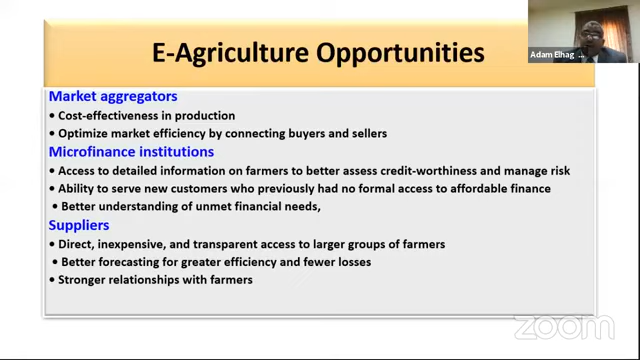 E-Agriculture Opportunities
Adam Elhag ...
Market aggregators
• Cost-effectiveness in production
• Optimize market efficiency by connecting buyers and sellers
Microfinance institutions
• Access to detailed information on farmers to better assess credit-worthiness and manage risk
• Ability to serve new customers who previously had no formal access to affordable finance
• Better understanding of unmet financial needs,
Suppliers
• Direct, inexpensive, and transparent access to larger groups of farmers
• Better forecasting for greater efficiency and fewer losses
• Stronger relationships with farmers
zoom